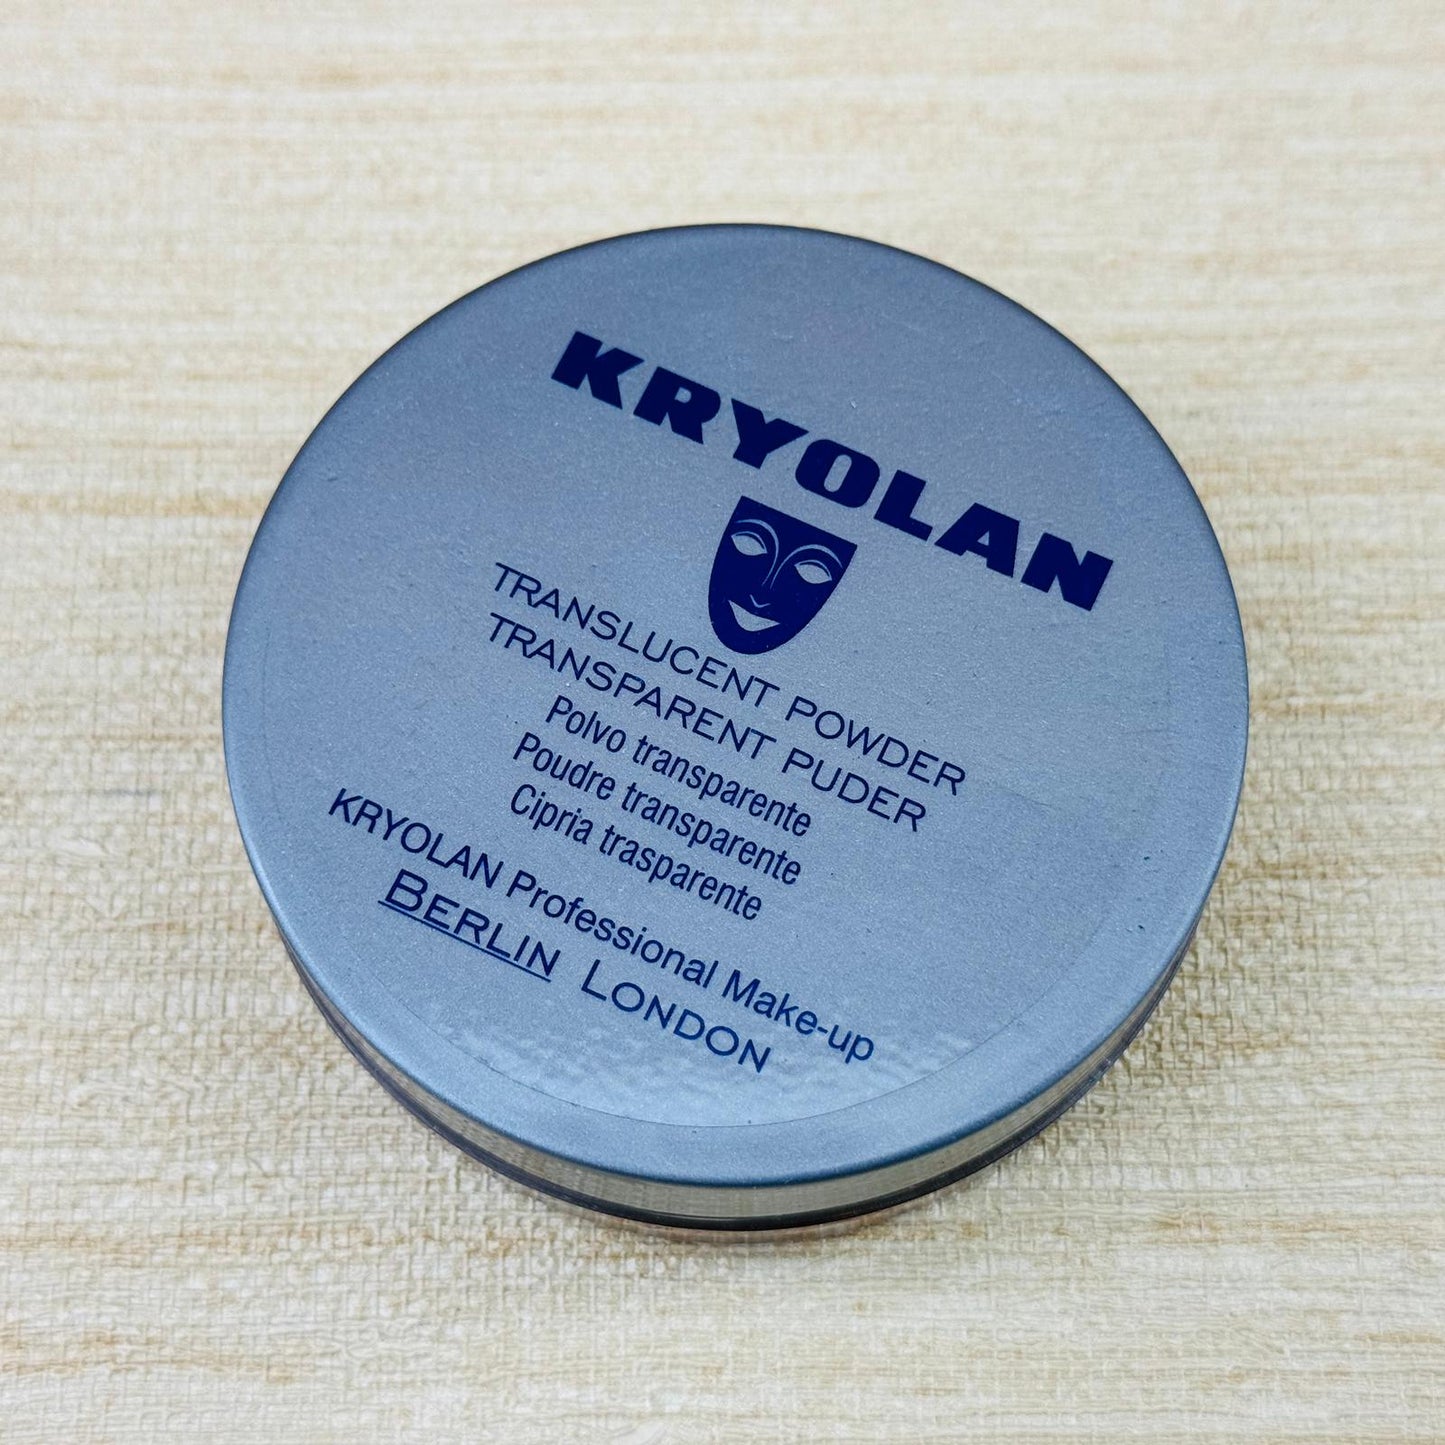 KRYOLAN
TRANSLUCENT POWDER
TRANSPARENT PUDER
Polvo transparente
Poudre transparente
Cipria trasparente
KRYOLAN Professional Make-up
BERLIN LONDON